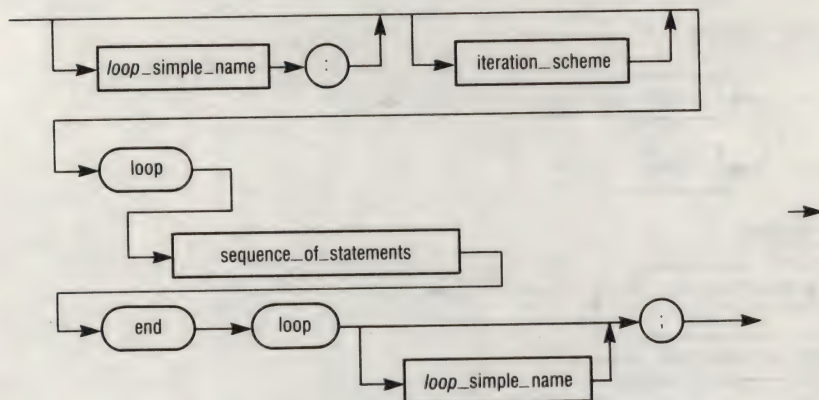 loop_simple_name :
iteration_scheme
loop
sequence_of_statements
end loop ;
loop_simple_name